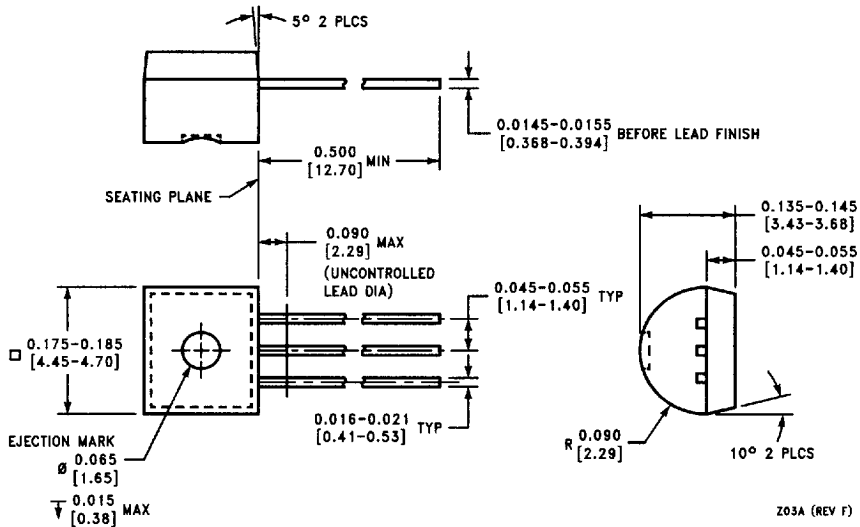 5° 2 PLCS
0.0145-0.0155
[0.368-0.394] BEFORE LEAD FINISH
0.500
[12.70] MIN
SEATING PLANE
0.090
[2.29] MAX
(UNCONTROLLED
LEAD DIA)
0.135-0.145
[3.43-3.68]
0.045-0.055
[1.14-1.40]
0.045-0.055
[1.14-1.40] TYP
□ 0.175-0.185
[4.45-4.70]
0.016-0.021
[0.41-0.53] TYP
EJECTION MARK
ø 0.065
[1.65]
↧ 0.015
[0.38] MAX
R 0.090
[2.29]
10° 2 PLCS
Z03A (REV F)